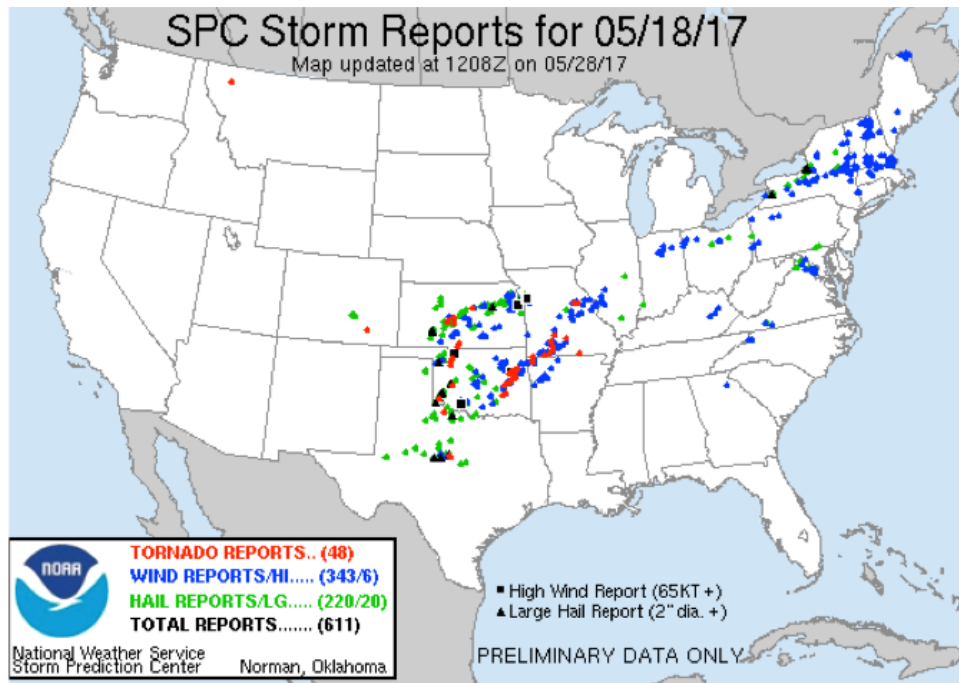 SPC Storm Reports for 05/18/17
Map updated at 1208Z on 05/28/17
NOAA
TORNADO REPORTS.. (48)
WIND REPORTS/HI..... (343/6)
HAIL REPORTS/LG..... (220/20)
TOTAL REPORTS....... (611)
National Weather Service
Storm Prediction Center Norman, Oklahoma
High Wind Report (65KT +)
Large Hail Report (2" dia. +)
PRELIMINARY DATA ONLY